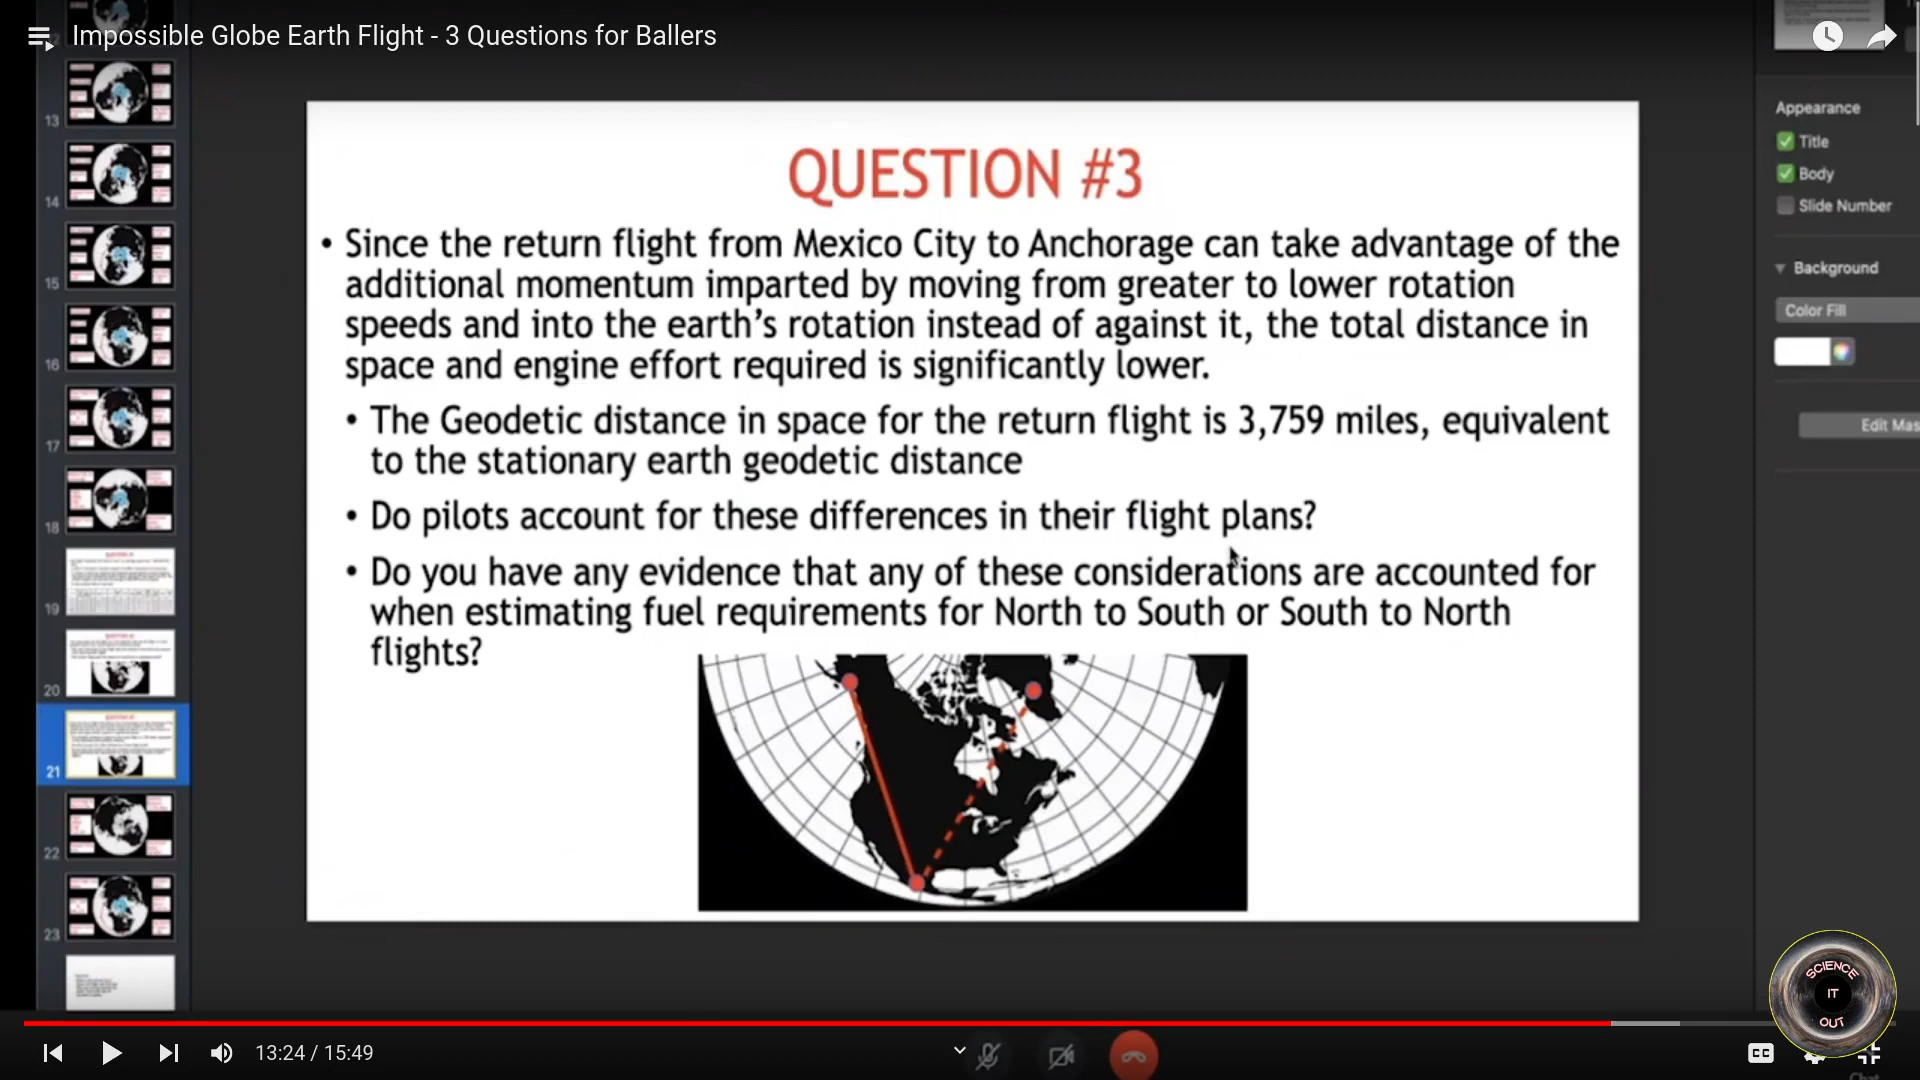 Impossible Globe Earth Flight - 3 Questions for Ballers
13
14
15
16
17
18
19
20
21
22
23
QUESTION #3
• Since the return flight from Mexico City to Anchorage can take advantage of the
additional momentum imparted by moving from greater to lower rotation
speeds and into the earth’s rotation instead of against it, the total distance in
space and engine effort required is significantly lower.
• The Geodetic distance in space for the return flight is 3,759 miles, equivalent
to the stationary earth geodetic distance
• Do pilots account for these differences in their flight plans?
• Do you have any evidence that any of these considerations are accounted for
when estimating fuel requirements for North to South or South to North
flights?
Appearance
Title
Body
Slide Number
Background
Color Fill
Edit Mas
SCIENCE
IT
OUT
13:24 / 15:49
CC